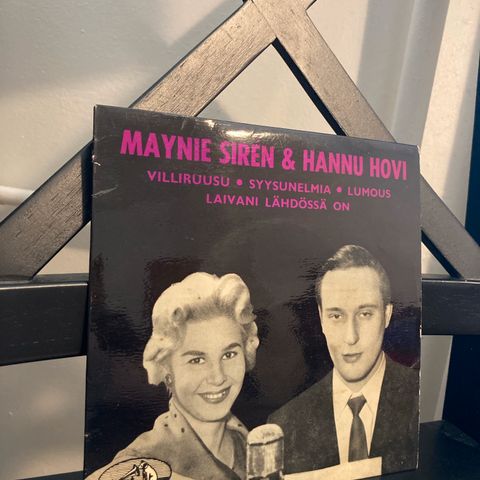 MAYNIE SIREN & HANNU HOVI
VILLIRUUSU • SYYSUNELMIA • LUMOUS
LAIVANI LÄHDÖSSÄ ON